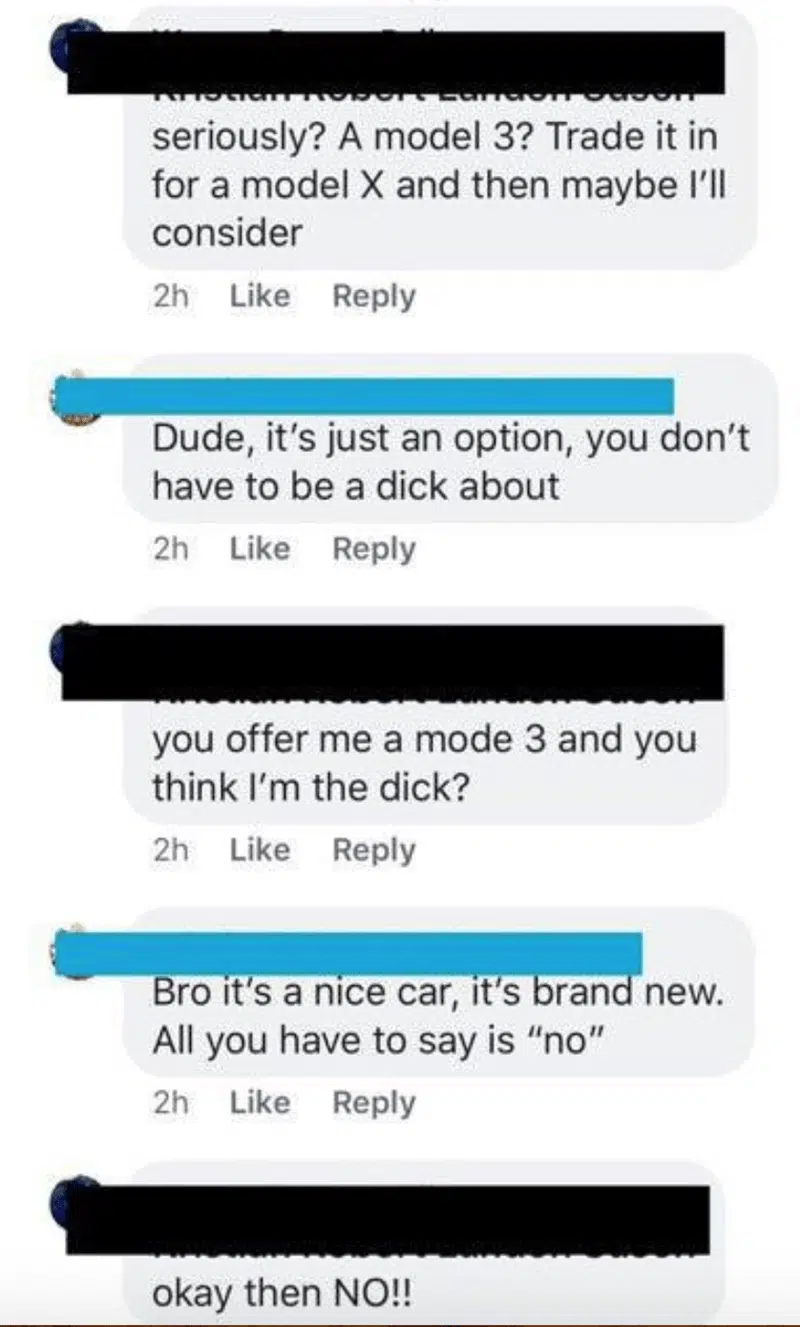 seriously? A model 3? Trade it in
for a model X and then maybe I'll
consider
2h Like Reply
Dude, it's just an option, you don't
have to be a dick about
2h Like Reply
you offer me a mode 3 and you
think I'm the dick?
2h Like Reply
Bro it's a nice car, it's brand new.
All you have to say is "no"
2h Like Reply
okay then NO!!